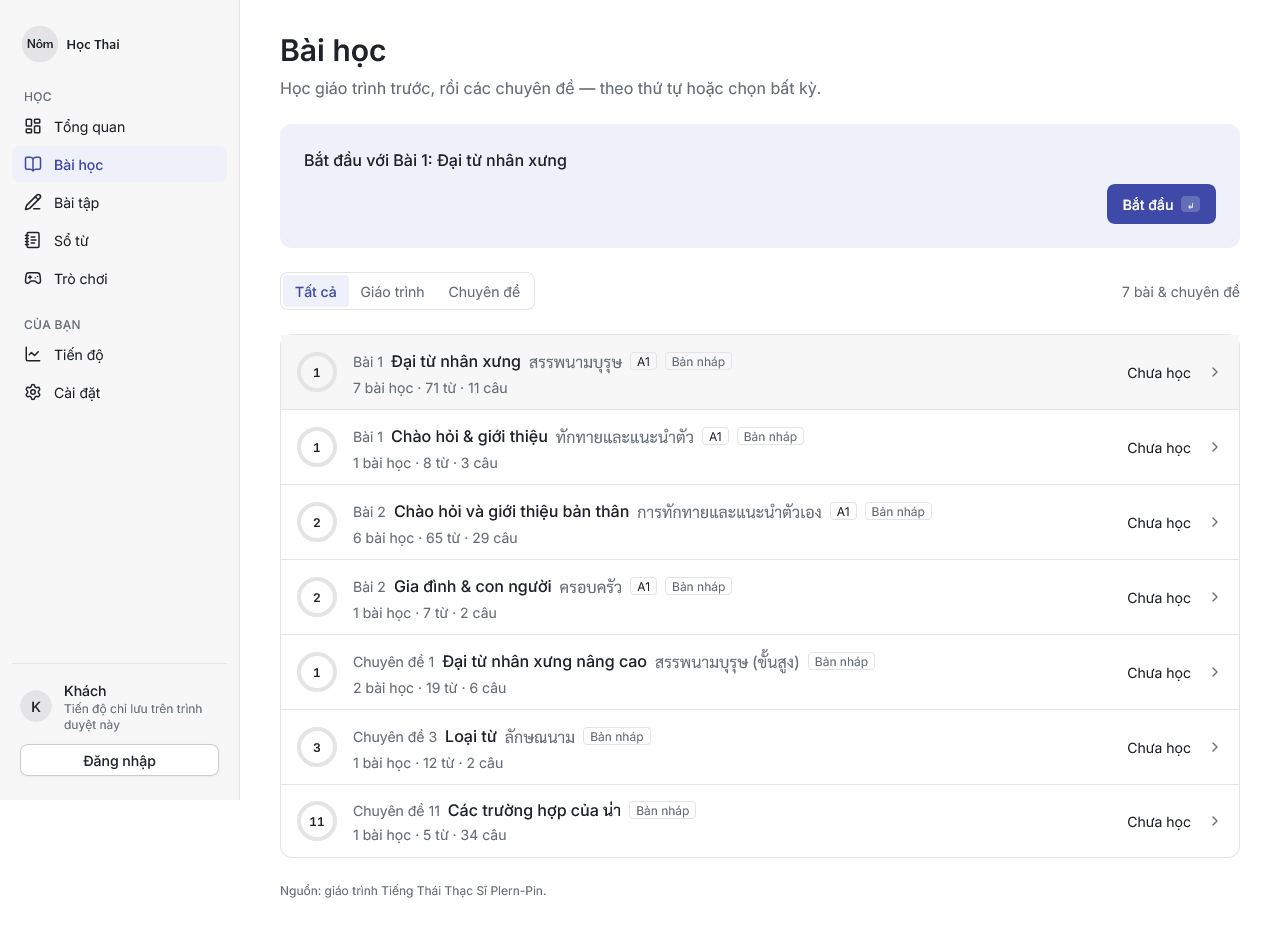 Nôm
Học Thai
HỌC
Tổng quan
Bài học
Bài tập
Sổ từ
Trò chơi
CỦA BẠN
Tiến độ
Cài đặt
K
Khách
Tiến độ chỉ lưu trên trình
duyệt này
Đăng nhập
Bài học
Học giáo trình trước, rồi các chuyên đề — theo thứ tự hoặc chọn bất kỳ.
Bắt đầu với Bài 1: Đại từ nhân xưng
Bắt đầu ↵
Tất cả Giáo trình Chuyên đề
7 bài & chuyên đề
1 Bài 1 Đại từ nhân xưng สรรพนามบุรุษ A1 Bản nháp
7 bài học · 71 từ · 11 câu
Chưa học
1 Bài 1 Chào hỏi & giới thiệu ทักทายและแนะนำตัว A1 Bản nháp
1 bài học · 8 từ · 3 câu
Chưa học
2 Bài 2 Chào hỏi và giới thiệu bản thân การทักทายและแนะนำตัวเอง A1 Bản nháp
6 bài học · 65 từ · 29 câu
Chưa học
2 Bài 2 Gia đình & con người ครอบครัว A1 Bản nháp
1 bài học · 7 từ · 2 câu
Chưa học
1 Chuyên đề 1 Đại từ nhân xưng nâng cao สรรพนามบุรุษ (ขั้นสูง) Bản nháp
2 bài học · 19 từ · 6 câu
Chưa học
3 Chuyên đề 3 Loại từ ลักษณนาม Bản nháp
1 bài học · 12 từ · 2 câu
Chưa học
11 Chuyên đề 11 Các trường hợp của น่า Bản nháp
1 bài học · 5 từ · 34 câu
Chưa học
Nguồn: giáo trình Tiếng Thái Thạc Sĩ Plern-Pin.